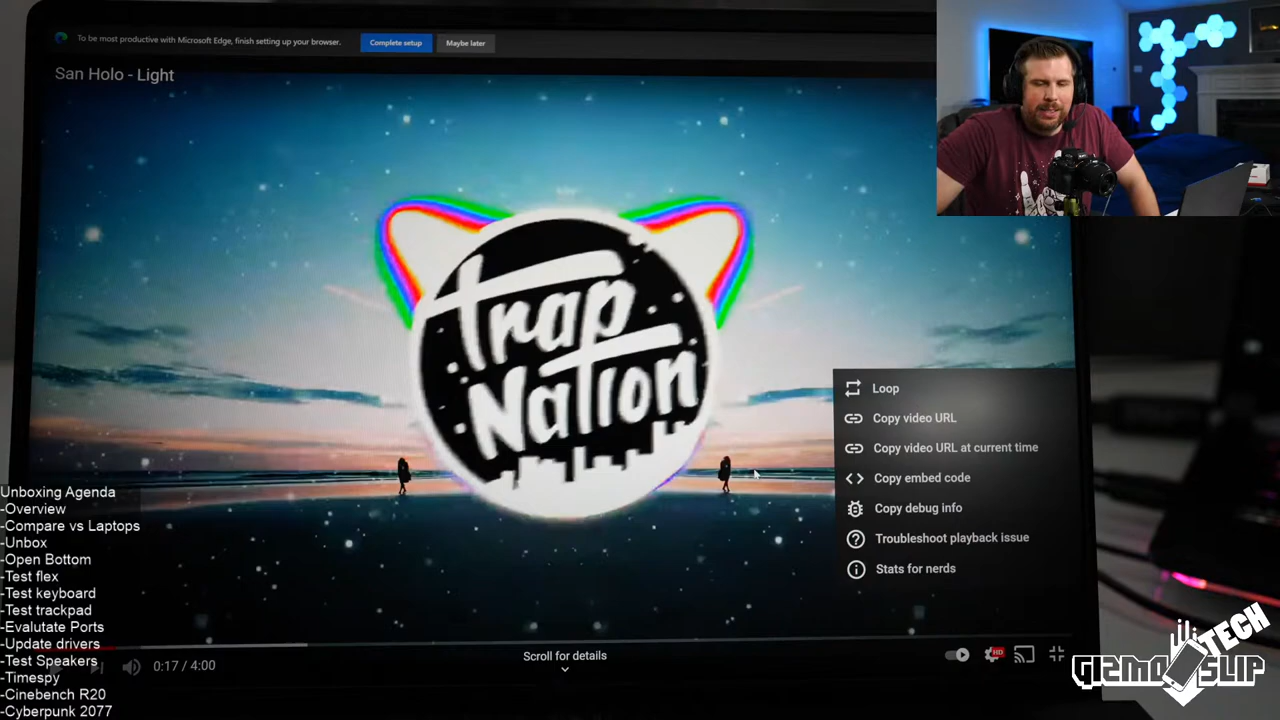 To be most productive with Microsoft Edge, finish setting up your browser.
Complete setup
Maybe later
San Holo - Light
Trap
Nation
Loop
Copy video URL
Copy video URL at current time
Copy embed code
Copy debug info
Troubleshoot playback issue
Stats for nerds
Unboxing Agenda
-Overview
-Compare vs Laptops
-Unbox
-Open Bottom
-Test flex
-Test keyboard
-Test trackpad
-Evalutate Ports
-Update drivers
-Test Speakers
-Timespy
-Cinebench R20
-Cyberpunk 2077
0:17 / 4:00
Scroll for details
HD
TECH
GIZMO SLIP